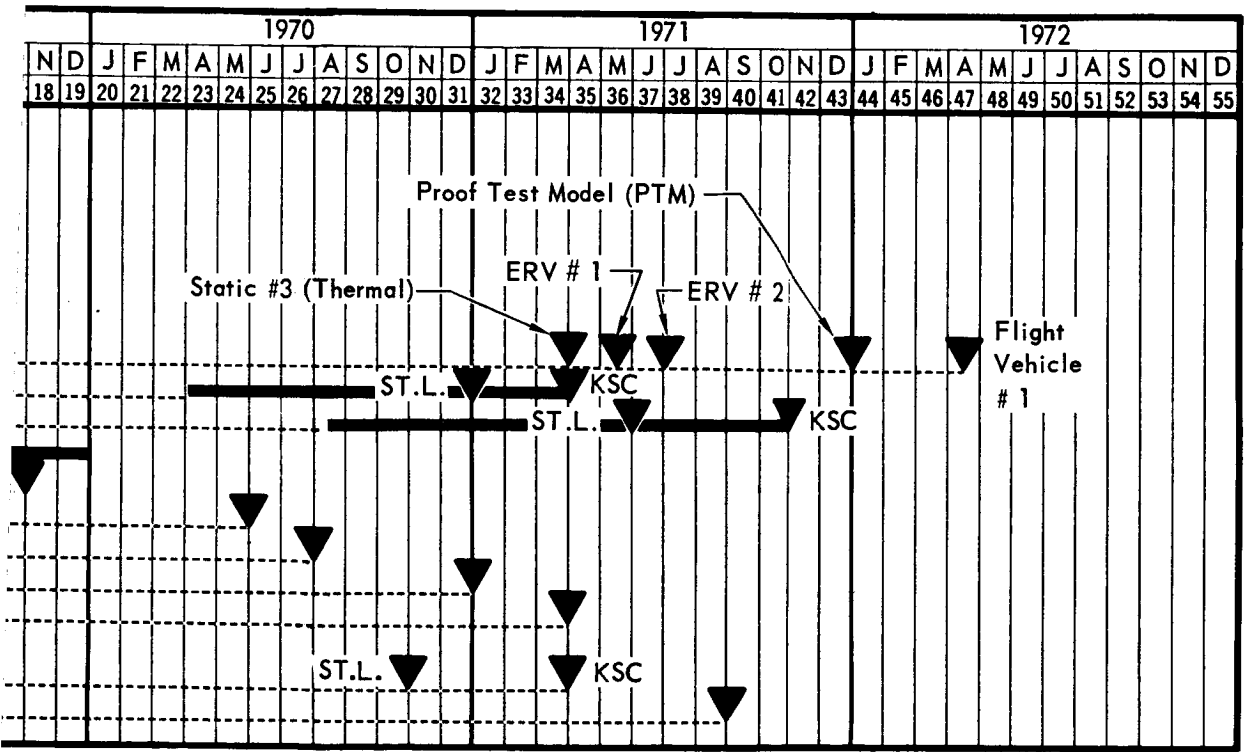 1970 1971 1972
N D J F M A M J J A S O N D J F M A M J J A S O N D J F M A M J J A S O N D
18 19 20 21 22 23 24 25 26 27 28 29 30 31 32 33 34 35 36 37 38 39 40 41 42 43 44 45 46 47 48 49 50 51 52 53 54 55
Proof Test Model (PTM)
ERV # 1
Static #3 (Thermal)
ERV # 2
Flight
Vehicle
# 1
ST.L. KSC
ST.L. KSC
ST.L. KSC